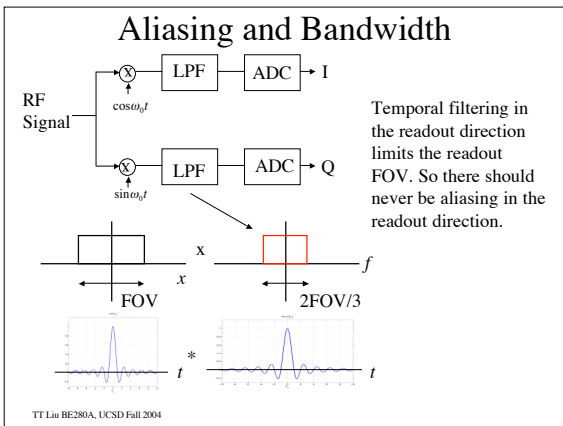 Aliasing and Bandwidth
RF
Signal
X
cosω₀t
LPF
ADC
I
X
sinω₀t
LPF
ADC
Q
Temporal filtering in
the readout direction
limits the readout
FOV. So there should
never be aliasing in the
readout direction.
x
x
f
FOV
2FOV/3
t
*
t
TT Liu BE280A, UCSD Fall 2004